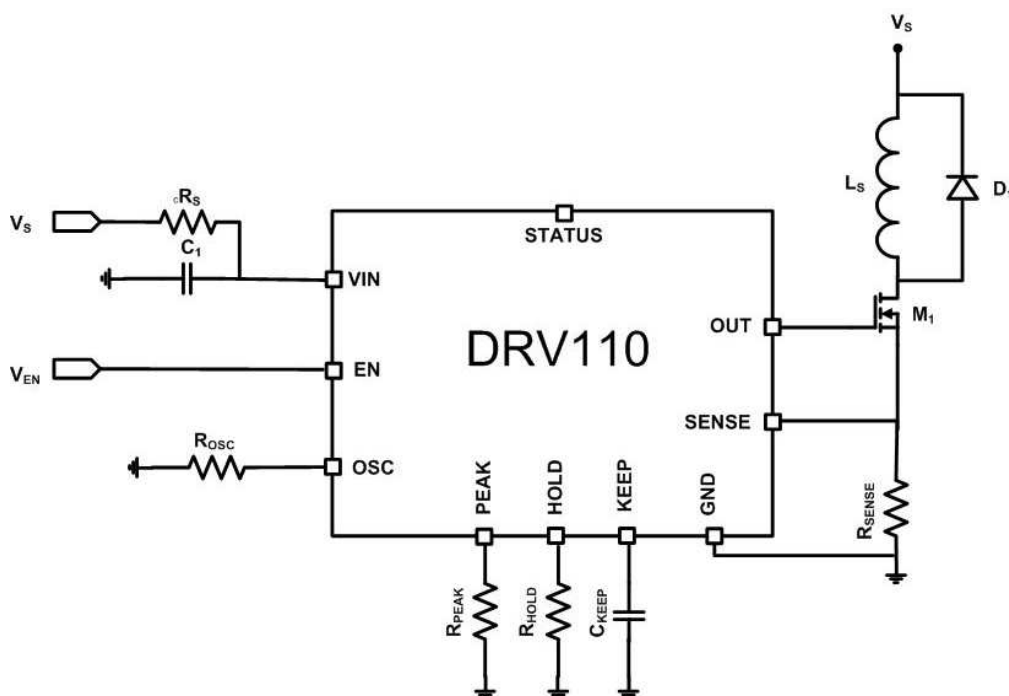 Vs
Ls
D
RS
Vs
C1
STATUS
VIN
OUT
M1
DRV110
VEN
EN
SENSE
ROSC
OSC
PEAK
HOLD
KEEP
GND
RSENSE
RPEAK
RHOLD
CKEEP